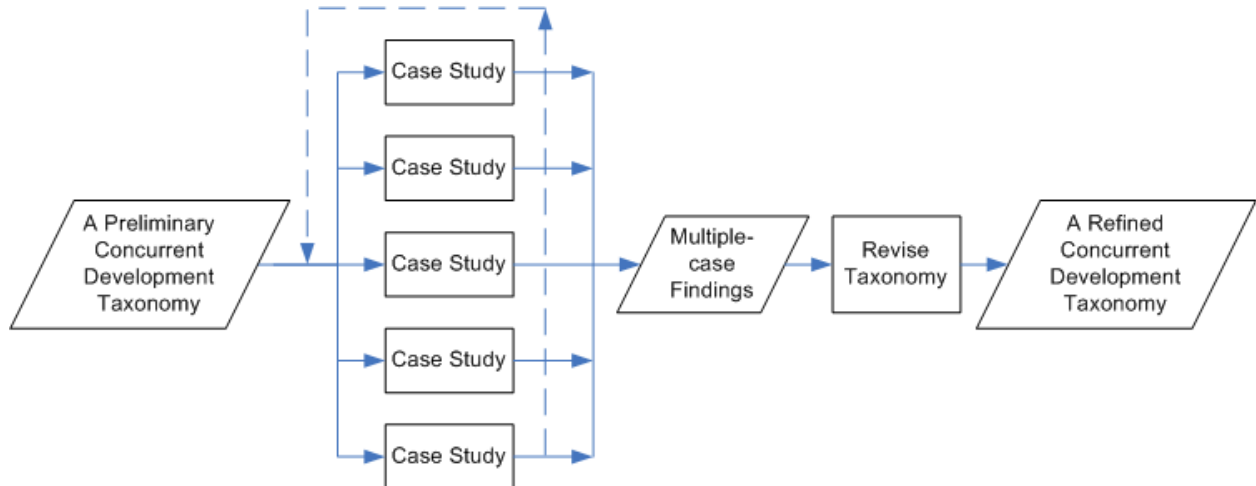 Case Study
Case Study
A Preliminary
Concurrent
Development
Taxonomy
Case Study
Multiple-
case
Findings
Revise
Taxonomy
A Refined
Concurrent
Development
Taxonomy
Case Study
Case Study